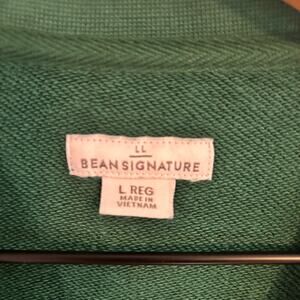 LL
BEAN SIGNATURE
L REG
MADE IN
VIETNAM